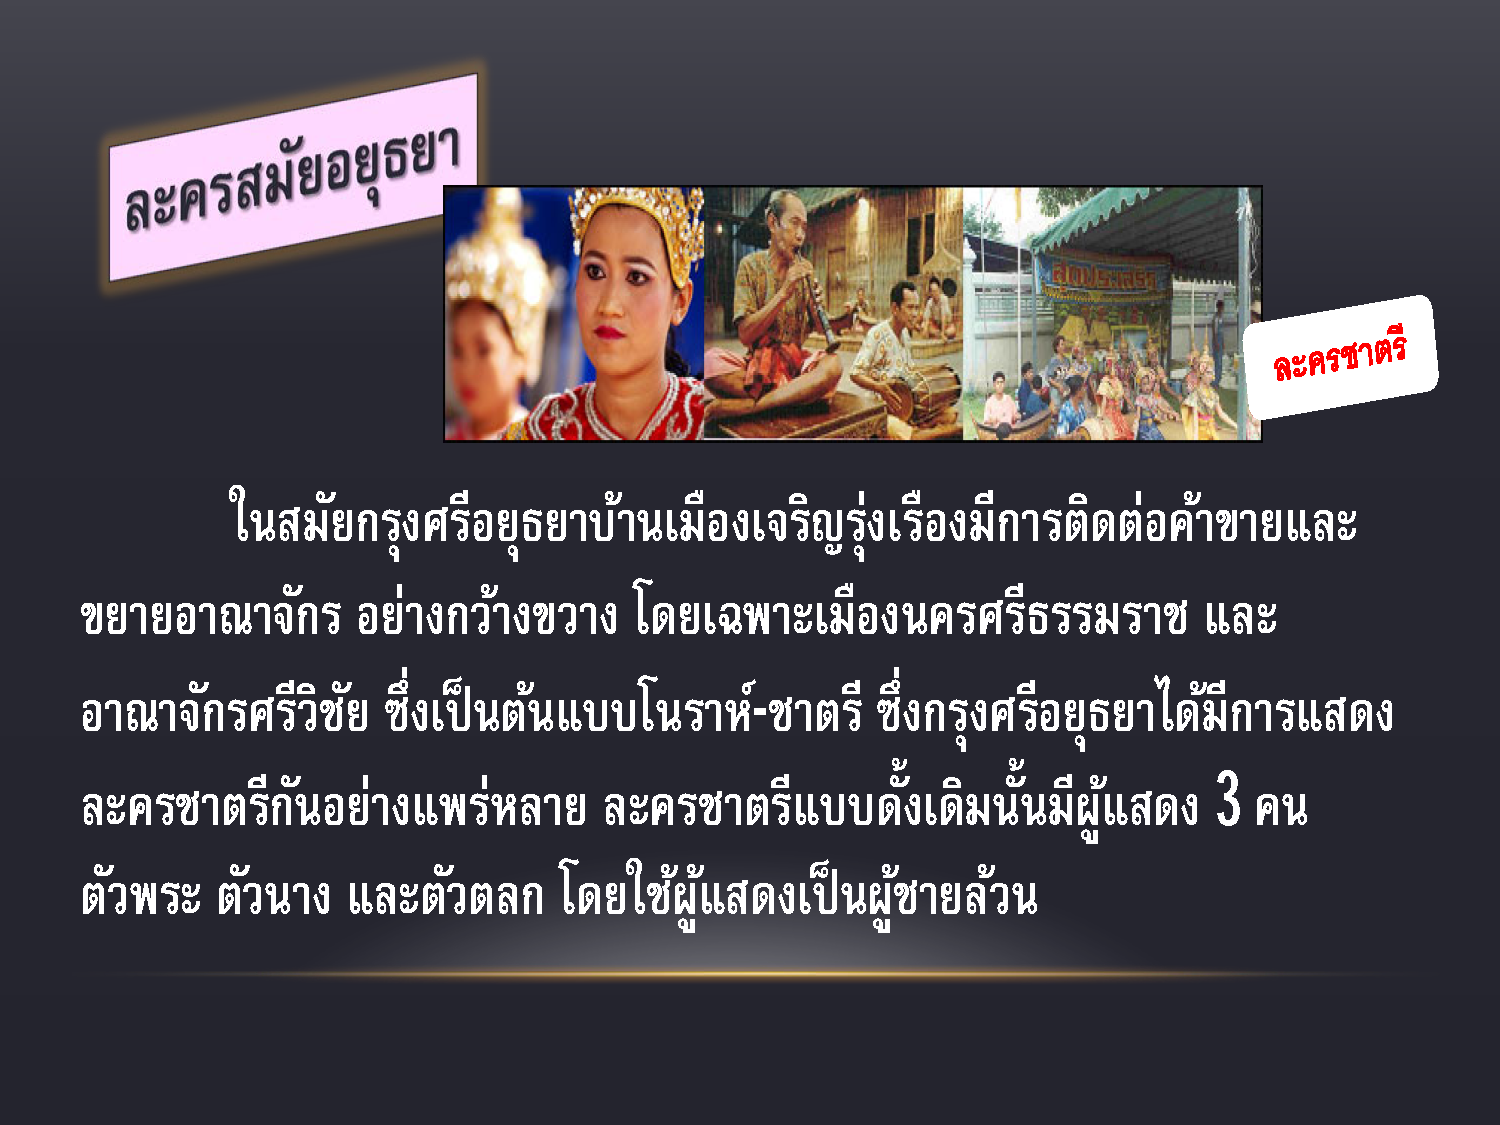 ละครสมัยอยุธยา
สุดประเสริฐ
ละครชาตรี
ในสมัยกรุงศรีอยุธยาบ้านเมืองเจริญรุ่งเรืองมีการติดต่อค้าขายและ
ขยายอาณาจักร อย่างกว้างขวาง โดยเฉพาะเมืองนครศรีธรรมราช และ
อาณาจักรศรีวิชัย ซึ่งเป็นต้นแบบโนราห์-ชาตรี ซึ่งกรุงศรีอยุธยาได้มีการแสดง
ละครชาตรีกันอย่างแพร่หลาย ละครชาตรีแบบดั้งเดิมนั้นมีผู้แสดง 3 คน
ตัวพระ ตัวนาง และตัวตลก โดยใช้ผู้แสดงเป็นผู้ชายล้วน